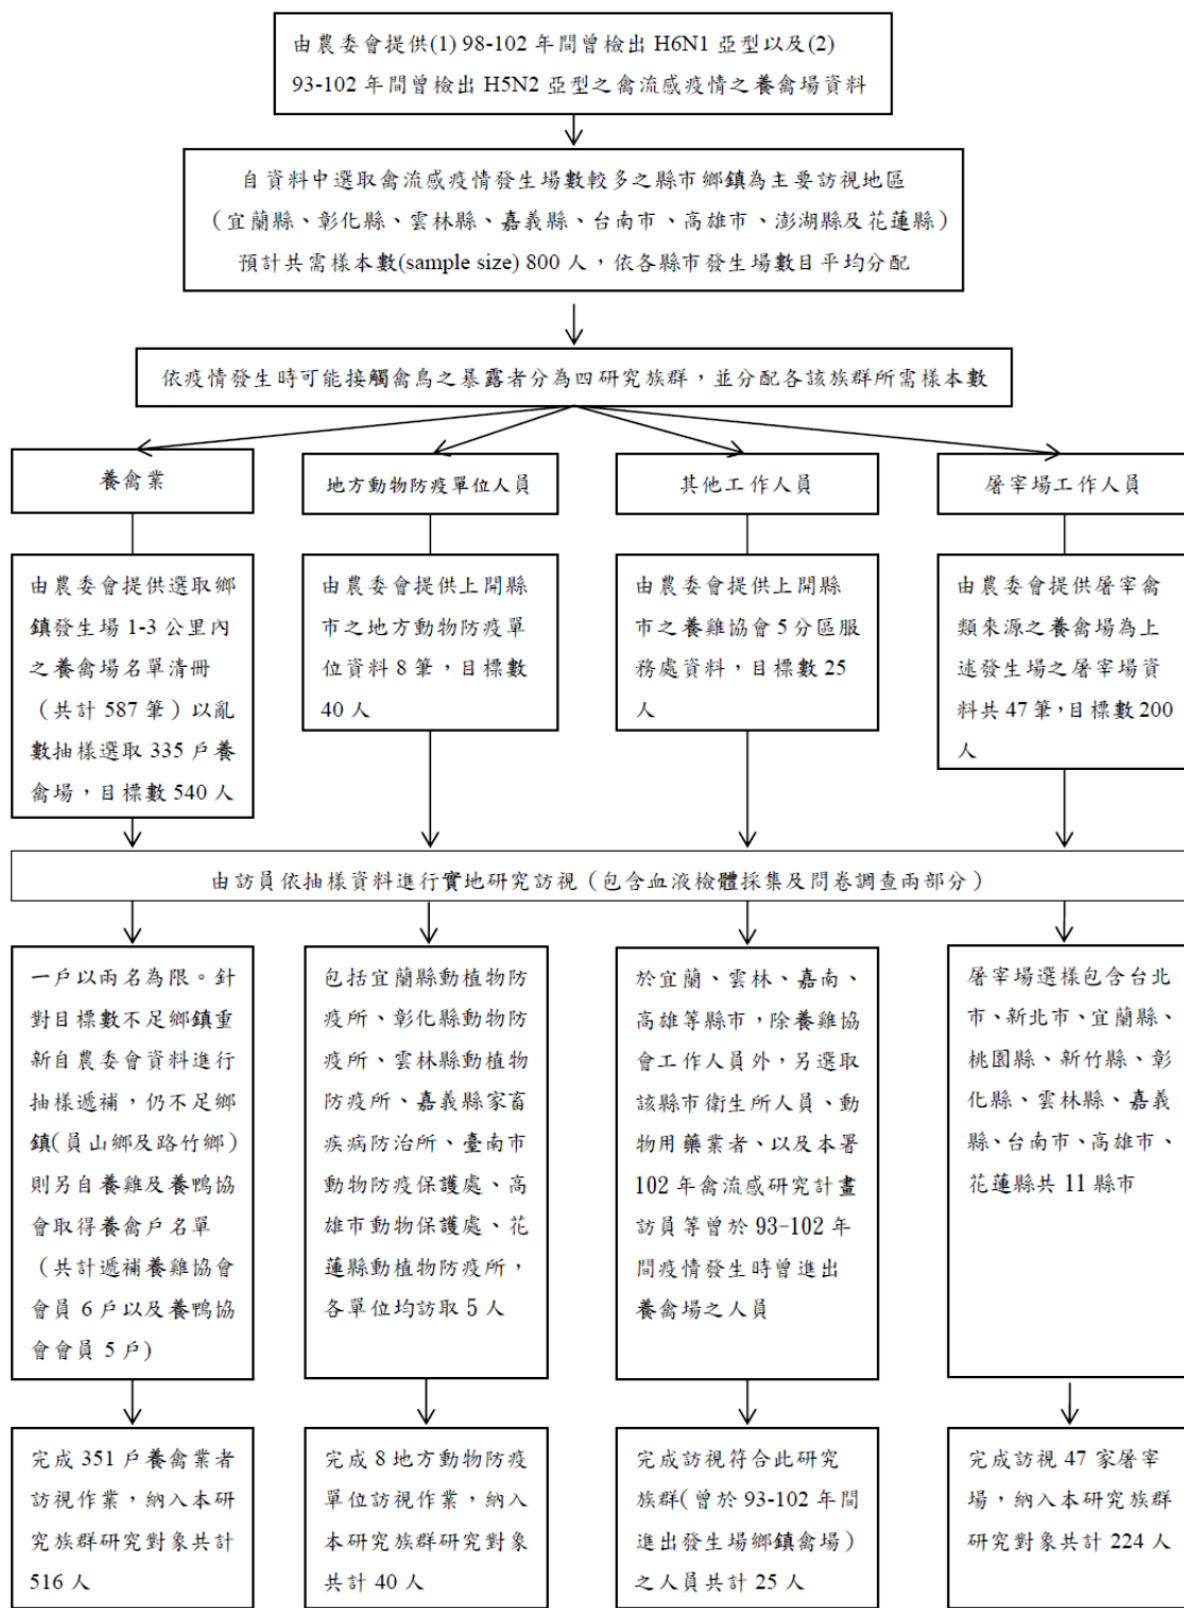 由農委會提供(1) 98-102 年間曾檢出 H6N1 亞型以及(2)
93-102 年間曾檢出 H5N2 亞型之禽流感疫情之養禽場資料
自資料中選取禽流感疫情發生場數較多之縣市鄉鎮為主要訪視地區
（宜蘭縣、彰化縣、雲林縣、嘉義縣、台南市、高雄市、澎湖縣及花蓮縣）
預計共需樣本數(sample size) 800 人，依各縣市發生場數目平均分配
依疫情發生時可能接觸禽鳥之暴露者分為四研究族群，並分配各該族群所需樣本數
養禽業
地方動物防疫單位人員
其他工作人員
屠宰場工作人員
由農委會提供選取鄉
鎮發生場 1-3 公里內
之養禽場名單清冊
（共計 587 筆）以亂
數抽樣選取 335 戶養
禽場，目標數 540 人
由農委會提供上開縣
市之地方動物防疫單
位資料 8 筆，目標數
40 人
由農委會提供上開縣
市之養雞協會 5 分區服
務處資料，目標數 25
人
由農委會提供屠宰禽
類來源之養禽場為上
述發生場之屠宰場資
料共 47 筆，目標數 200
人
由訪員依抽樣資料進行實地研究訪視（包含血液檢體採集及問卷調查兩部分）
一戶以兩名為限。針
對目標數不足鄉鎮重
新自農委會資料進行
抽樣遞補，仍不足鄉
鎮(員山鄉及路竹鄉)
則另自養雞及養鴨協
會取得養禽戶名單
（共計遞補養雞協會
會員 6 戶以及養鴨協
會會員 5 戶)
包括宜蘭縣動植物防
疫所、彰化縣動物防
疫所、雲林縣動植物
防疫所、嘉義縣家畜
疾病防治所、臺南市
動物防疫保護處、高
雄市動物保護處、花
蓮縣動植物防疫所，
各單位均訪取 5 人
於宜蘭、雲林、嘉南、
高雄等縣市，除養雞協
會工作人員外，另選取
該縣市衛生所人員、動
物用藥業者、以及本署
102 年禽流感研究計畫
訪員等曾於 93-102 年
間疫情發生時曾進出
養禽場之人員
屠宰場選樣包含台北
市、新北市、宜蘭縣、
桃園縣、新竹縣、彰
化縣、雲林縣、嘉義
縣、台南市、高雄市、
花蓮縣共 11 縣市
完成 351 戶養禽業者
訪視作業，納入本研
究族群研究對象共計
516 人
完成 8 地方動物防疫
單位訪視作業，納入
本研究族群研究對象
共計 40 人
完成訪視符合此研究
族群(曾於 93-102 年間
進出發生場鄉鎮禽場）
之人員共計 25 人
完成訪視 47 家屠宰
場，納入本研究族群
研究對象共計 224 人